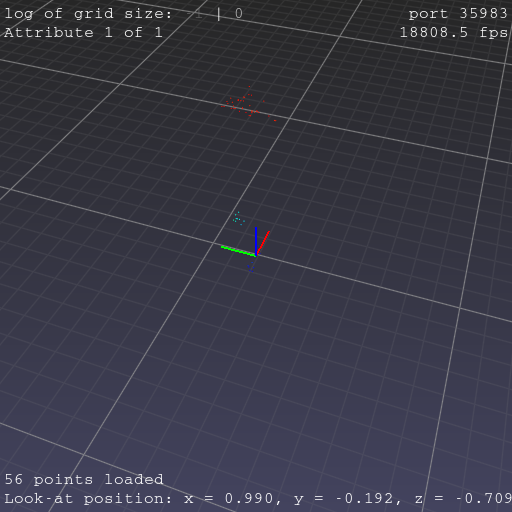 log of grid size: 1 | 0
port 35983
Attribute 1 of 1
18808.5 fps
56 points loaded
Look-at position: x = 0.990, y = -0.192, z = -0.709